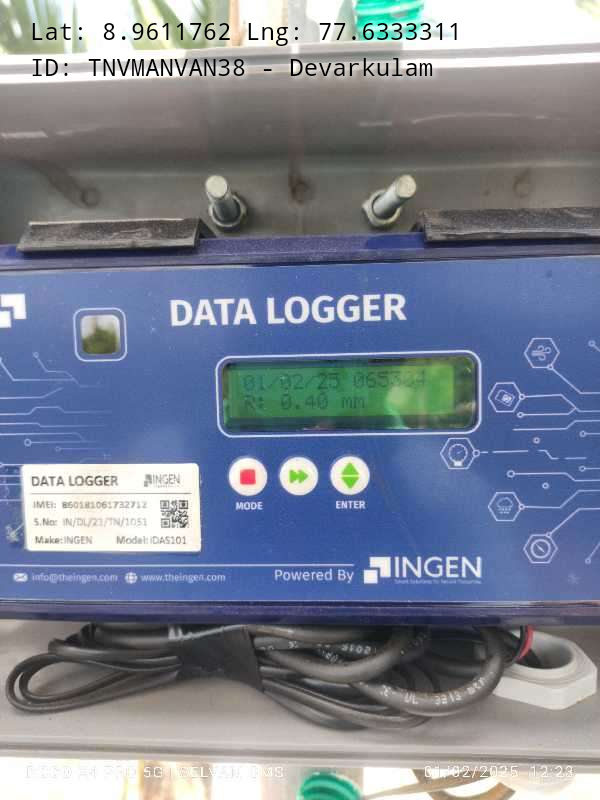 Lat: 8.9611762 Lng: 77.6333311
ID: TNVMANVAN38 - Devarkulam
DATA LOGGER
01/02/25
R: 0.40 mm
MODE
ENTER
DATA LOGGER INGEN
IMEI: 860181061732712
S.No: IN/DL/23/TN/1051
Make: INGEN Model: iDAS101
info@theingen.com www.theingen.com
Powered By INGEN
01/02/2025 12:23